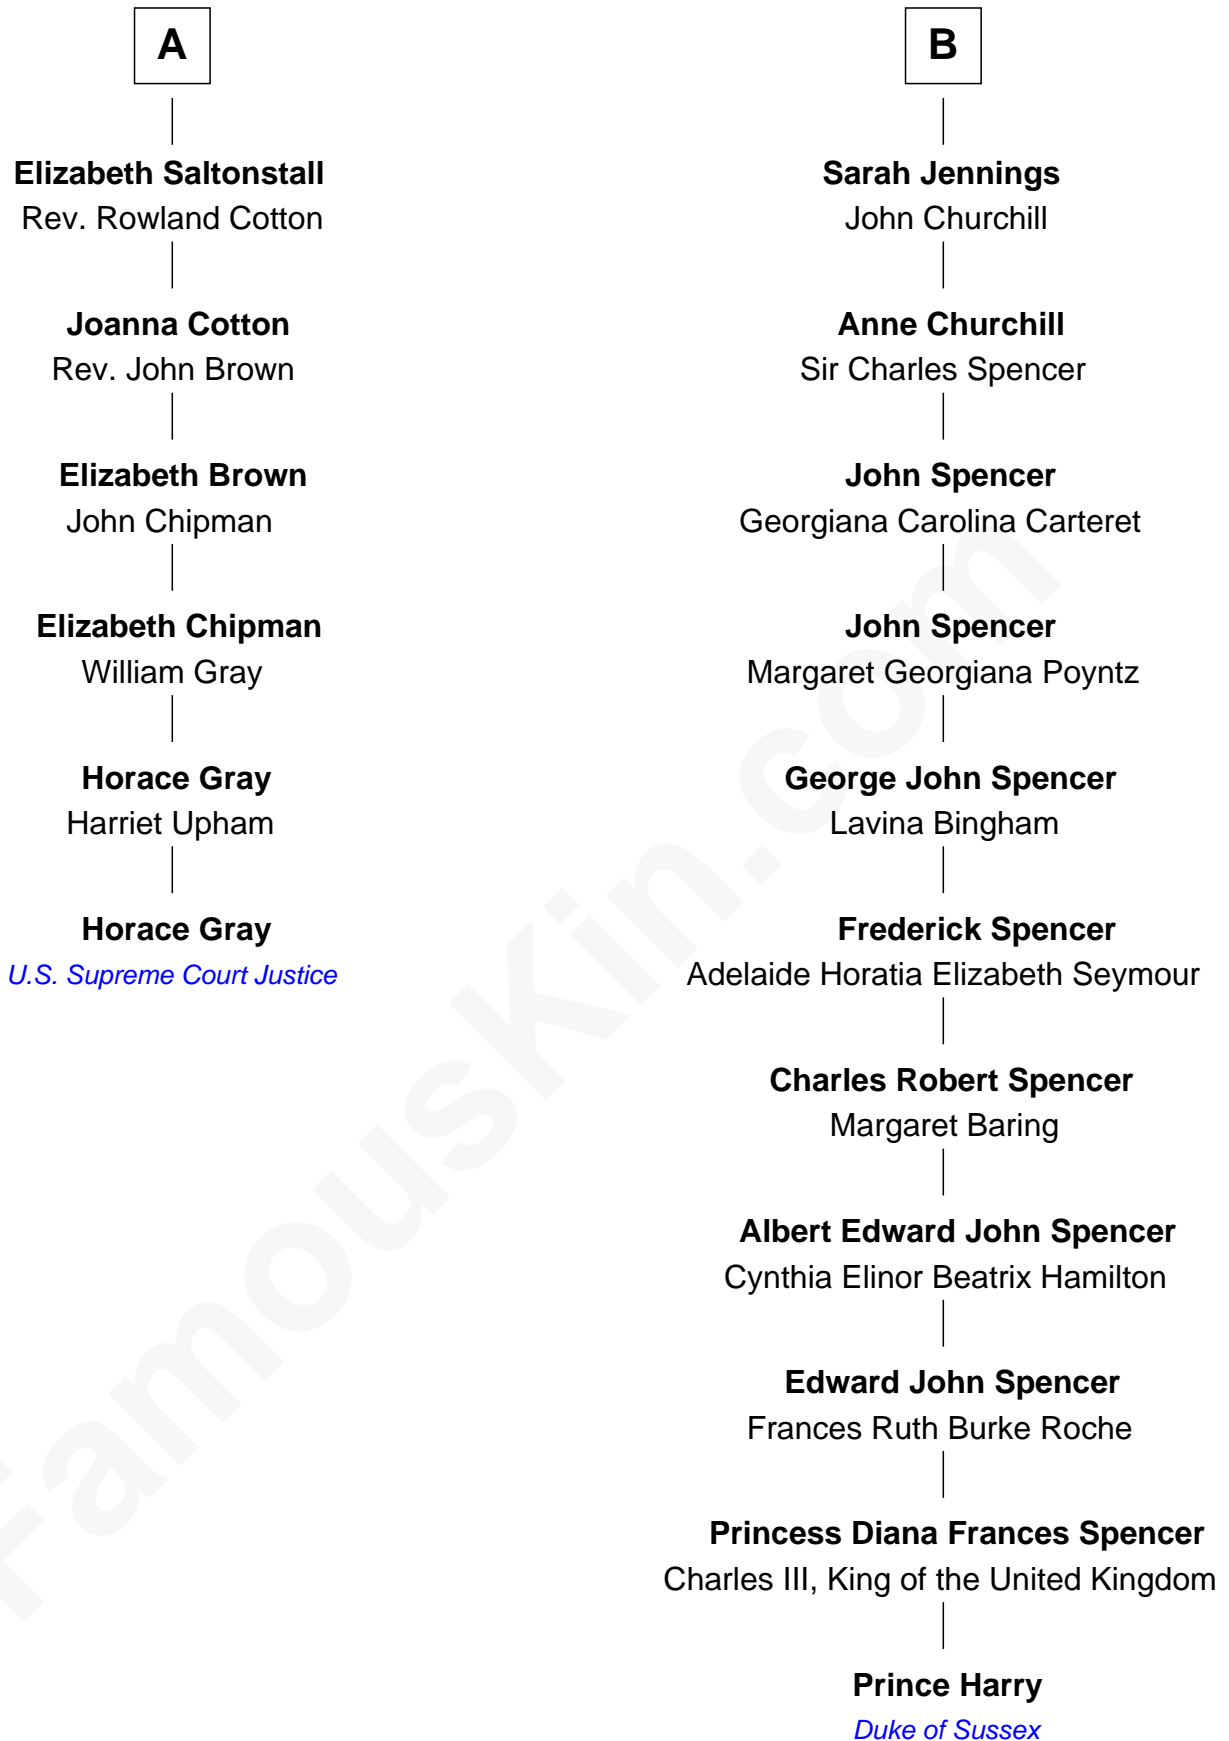 A
Elizabeth Saltonstall
Rev. Rowland Cotton
Joanna Cotton
Rev. John Brown
Elizabeth Brown
John Chipman
Elizabeth Chipman
William Gray
Horace Gray
Harriet Upham
Horace Gray
U.S. Supreme Court Justice
B
Sarah Jennings
John Churchill
Anne Churchill
Sir Charles Spencer
John Spencer
Georgiana Carolina Carteret
John Spencer
Margaret Georgiana Poyntz
George John Spencer
Lavina Bingham
Frederick Spencer
Adelaide Horatia Elizabeth Seymour
Charles Robert Spencer
Margaret Baring
Albert Edward John Spencer
Cynthia Elinor Beatrix Hamilton
Edward John Spencer
Frances Ruth Burke Roche
Princess Diana Frances Spencer
Charles III, King of the United Kingdom
Prince Harry
Duke of Sussex
FamousKin.com